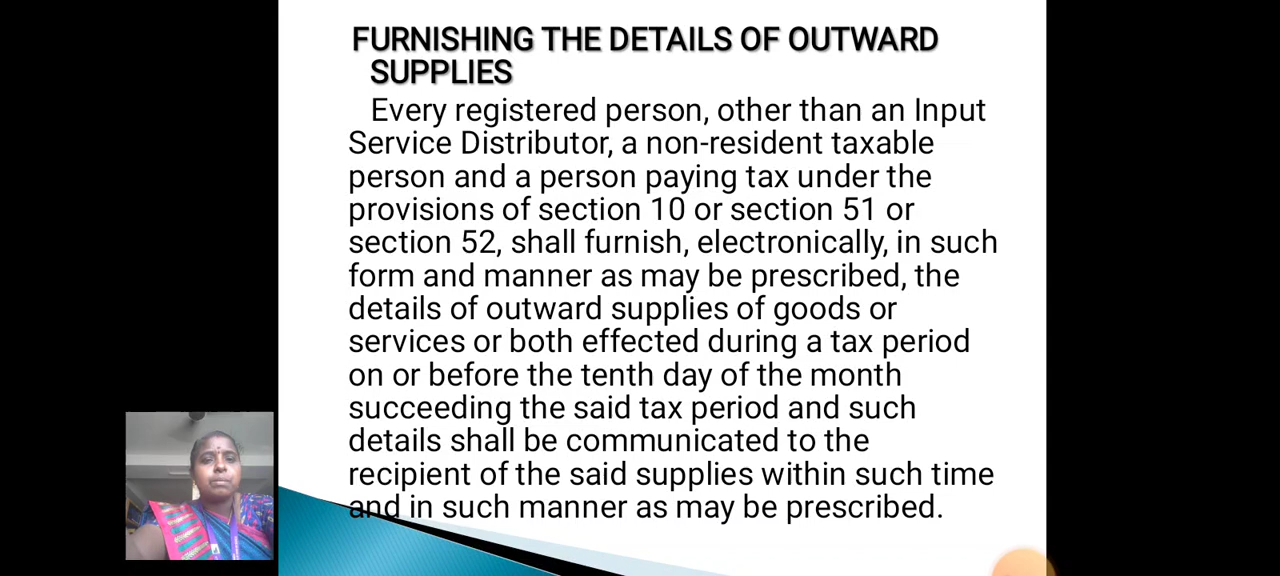 FURNISHING THE DETAILS OF OUTWARD
SUPPLIES
Every registered person, other than an Input
Service Distributor, a non-resident taxable
person and a person paying tax under the
provisions of section 10 or section 51 or
section 52, shall furnish, electronically, in such
form and manner as may be prescribed, the
details of outward supplies of goods or
services or both effected during a tax period
on or before the tenth day of the month
succeeding the said tax period and such
details shall be communicated to the
recipient of the said supplies within such time
and in such manner as may be prescribed.